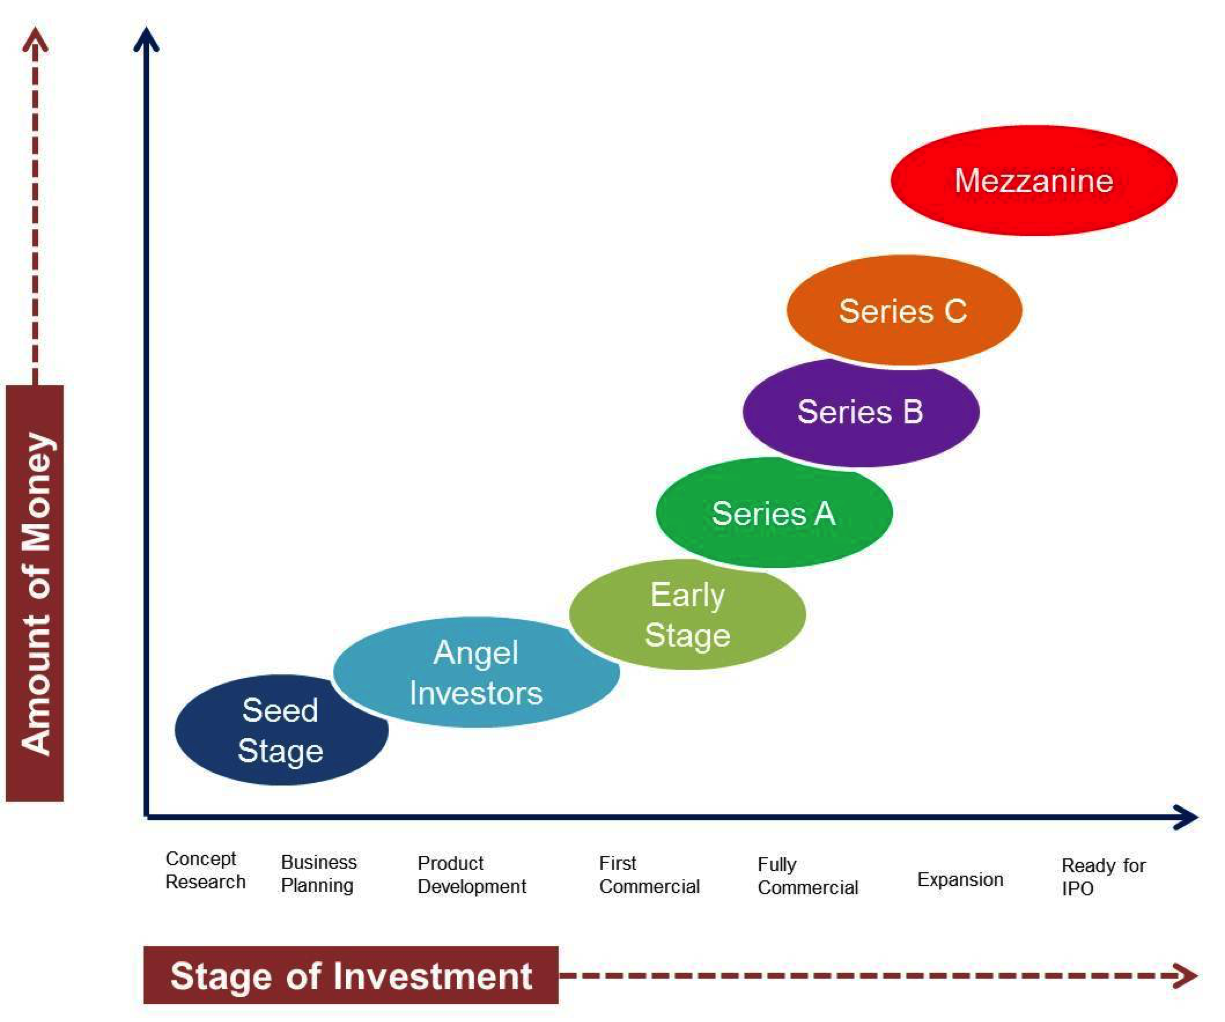 Amount of Money
Mezzanine
Series C
Series B
Series A
Early
Stage
Angel
Investors
Seed
Stage
Concept
Research
Business
Planning
Product
Development
First
Commercial
Fully
Commercial
Expansion
Ready for
IPO
Stage of Investment